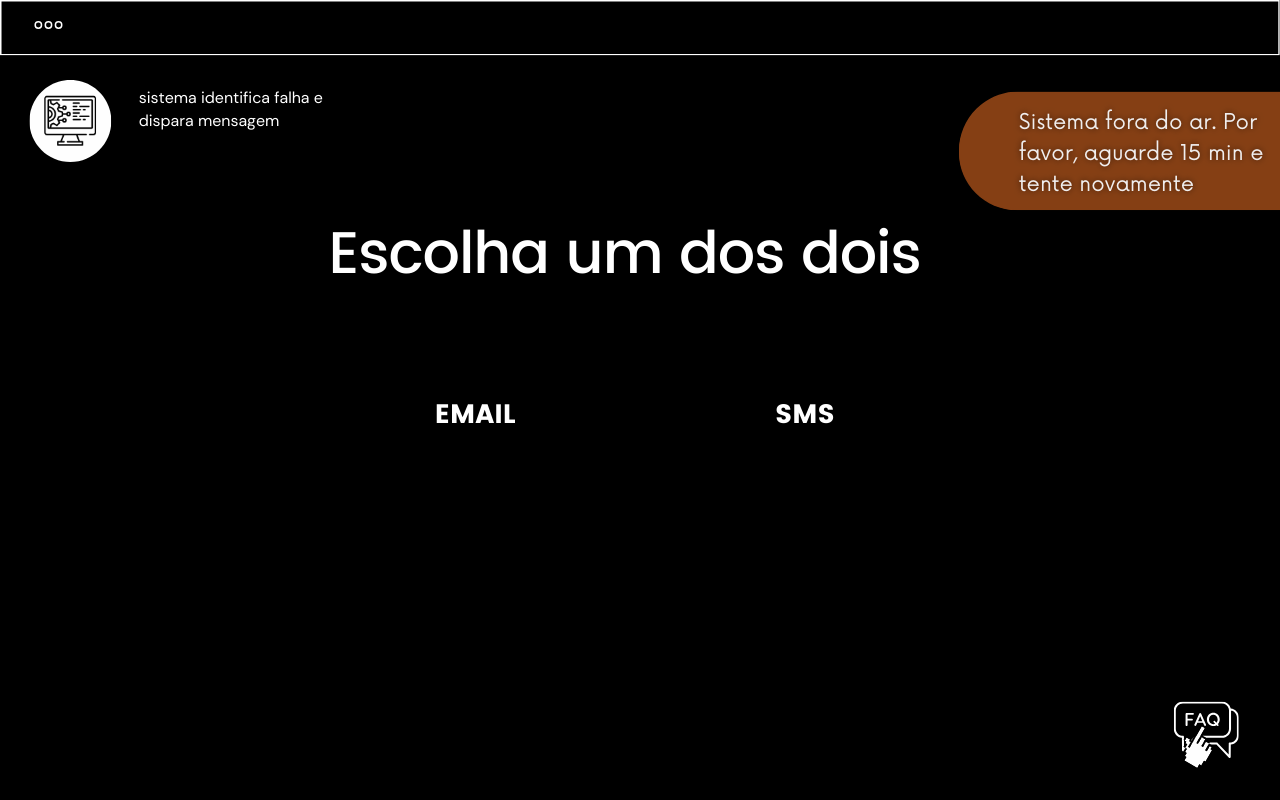 sistema identifica falha e
dispara mensagem
Sistema fora do ar. Por
favor, aguarde 15 min e
tente novamente
Escolha um dos dois
EMAIL
SMS
FAQ